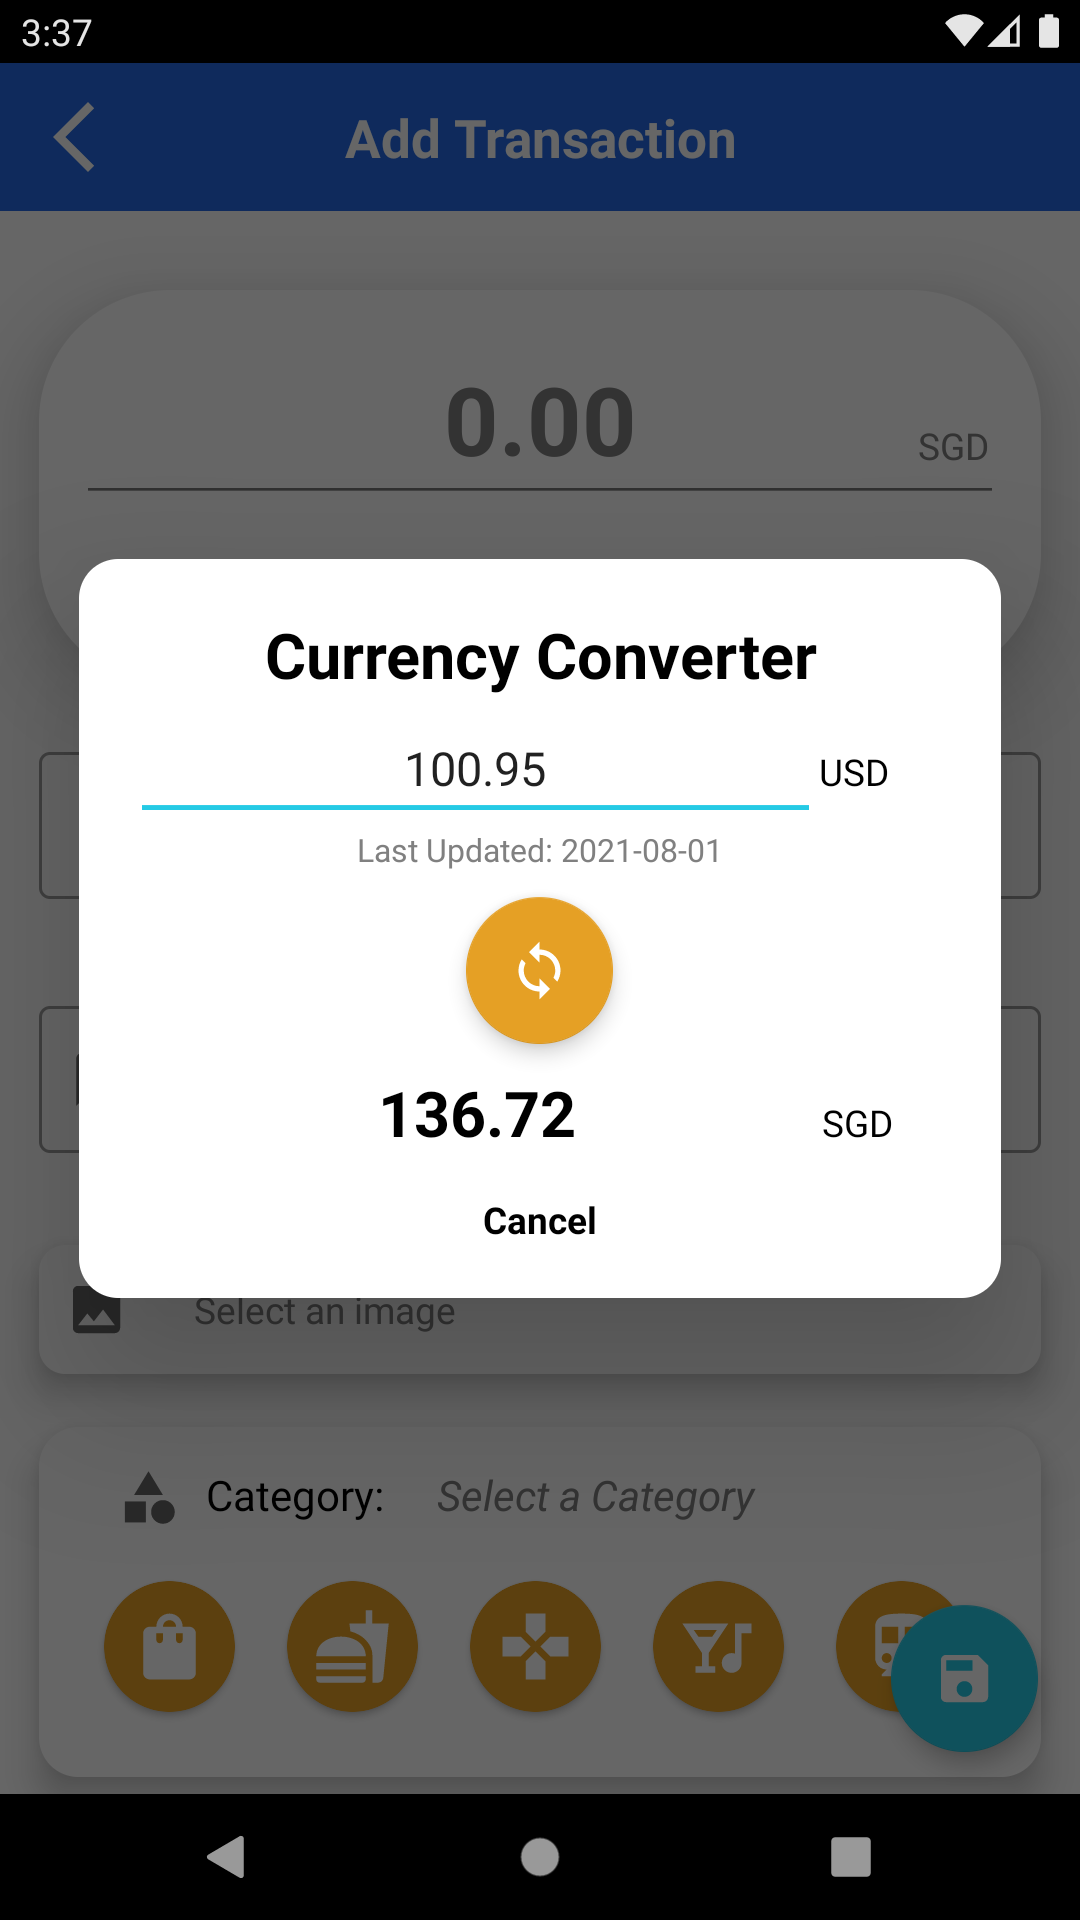 3:37
Add Transaction
0.00 SGD
Currency Converter
100.95 USD
Last Updated: 2021-08-01
136.72 SGD
Cancel
Select an image
Category: Select a Category